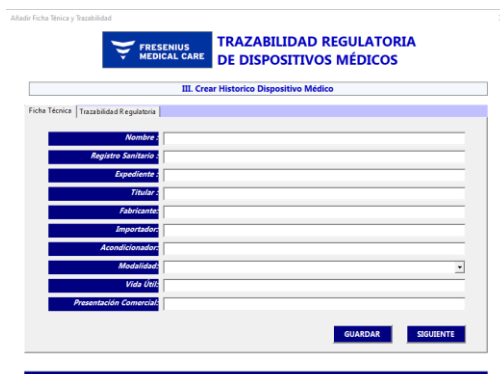 Añadir Ficha Ténica y Trazabilidad
FRESENIUS
MEDICAL CARE
TRAZABILIDAD REGULATORIA
DE DISPOSITIVOS MÉDICOS
III. Crear Historico Dispositivo Médico
Ficha Técnica Trazabilidad Regulatoria
Nombre :
Registro Sanitario :
Expediente :
Titular :
Fabricante:
Importador:
Acondicionador:
Modalidad:
Vida Útil:
Presentación Comercial:
GUARDAR SIGUIENTE